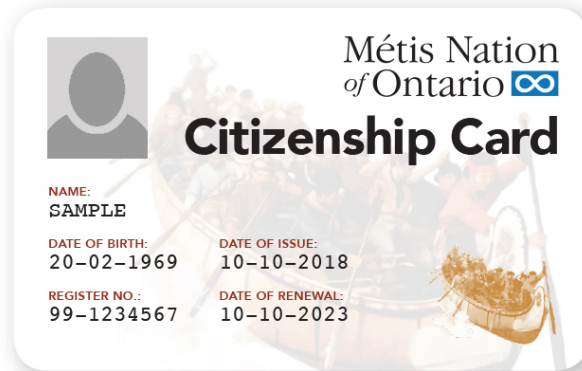 Métis Nation
of Ontario
Citizenship Card
NAME:
SAMPLE
DATE OF BIRTH: DATE OF ISSUE:
20-02-1969 10-10-2018
REGISTER NO.: DATE OF RENEWAL:
99-1234567 10-10-2023